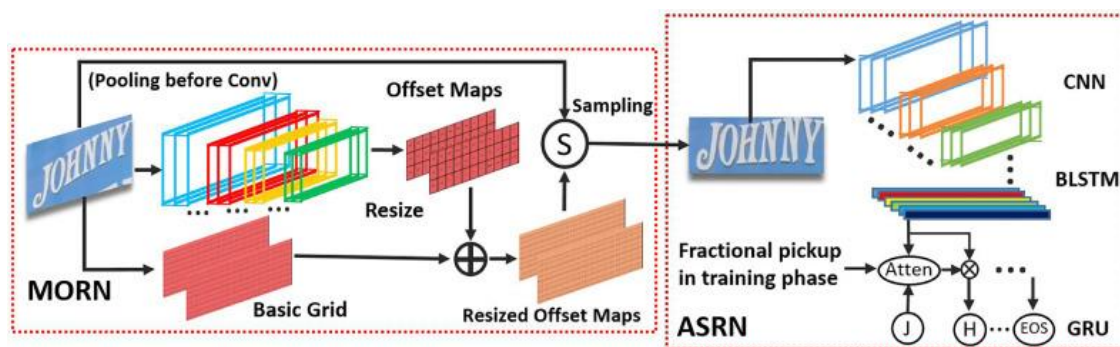 (Pooling before Conv)
JOHNNY
Offset Maps
Resize
Sampling
S
MORN
Basic Grid
Resized Offset Maps
JOHNNY
CNN
BLSTM
Fractional pickup
in training phase
Atten
ASRN
J
H
EOS
GRU